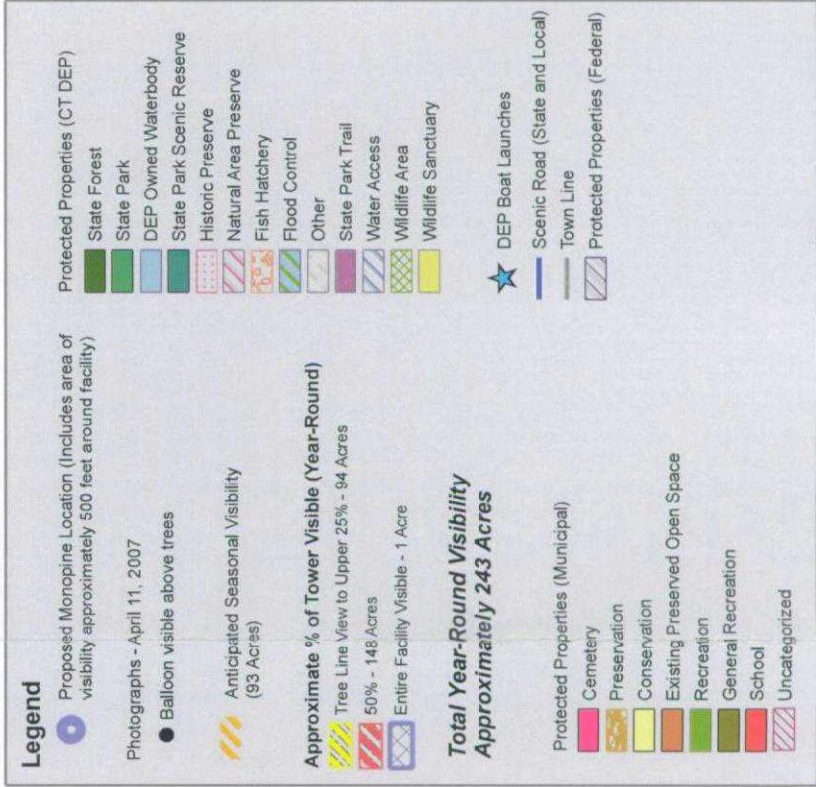 Legend
Proposed Monopine Location (Includes area of
visibility approximately 500 feet around facility)
Photographs - April 11, 2007
Balloon visible above trees
Anticipated Seasonal Visibility
(93 Acres)
Approximate % of Tower Visible (Year-Round)
Tree Line View to Upper 25% - 94 Acres
50% - 148 Acres
Entire Facility Visible - 1 Acre
Total Year-Round Visibility
Approximately 243 Acres
Protected Properties (Municipal)
Cemetery
Preservation
Conservation
Existing Preserved Open Space
Recreation
General Recreation
School
Uncategorized
Protected Properties (CT DEP)
State Forest
State Park
DEP Owned Waterbody
State Park Scenic Reserve
Historic Preserve
Natural Area Preserve
Fish Hatchery
Flood Control
Other
State Park Trail
Water Access
Wildlife Area
Wildlife Sanctuary
DEP Boat Launches
Scenic Road (State and Local)
Town Line
Protected Properties (Federal)